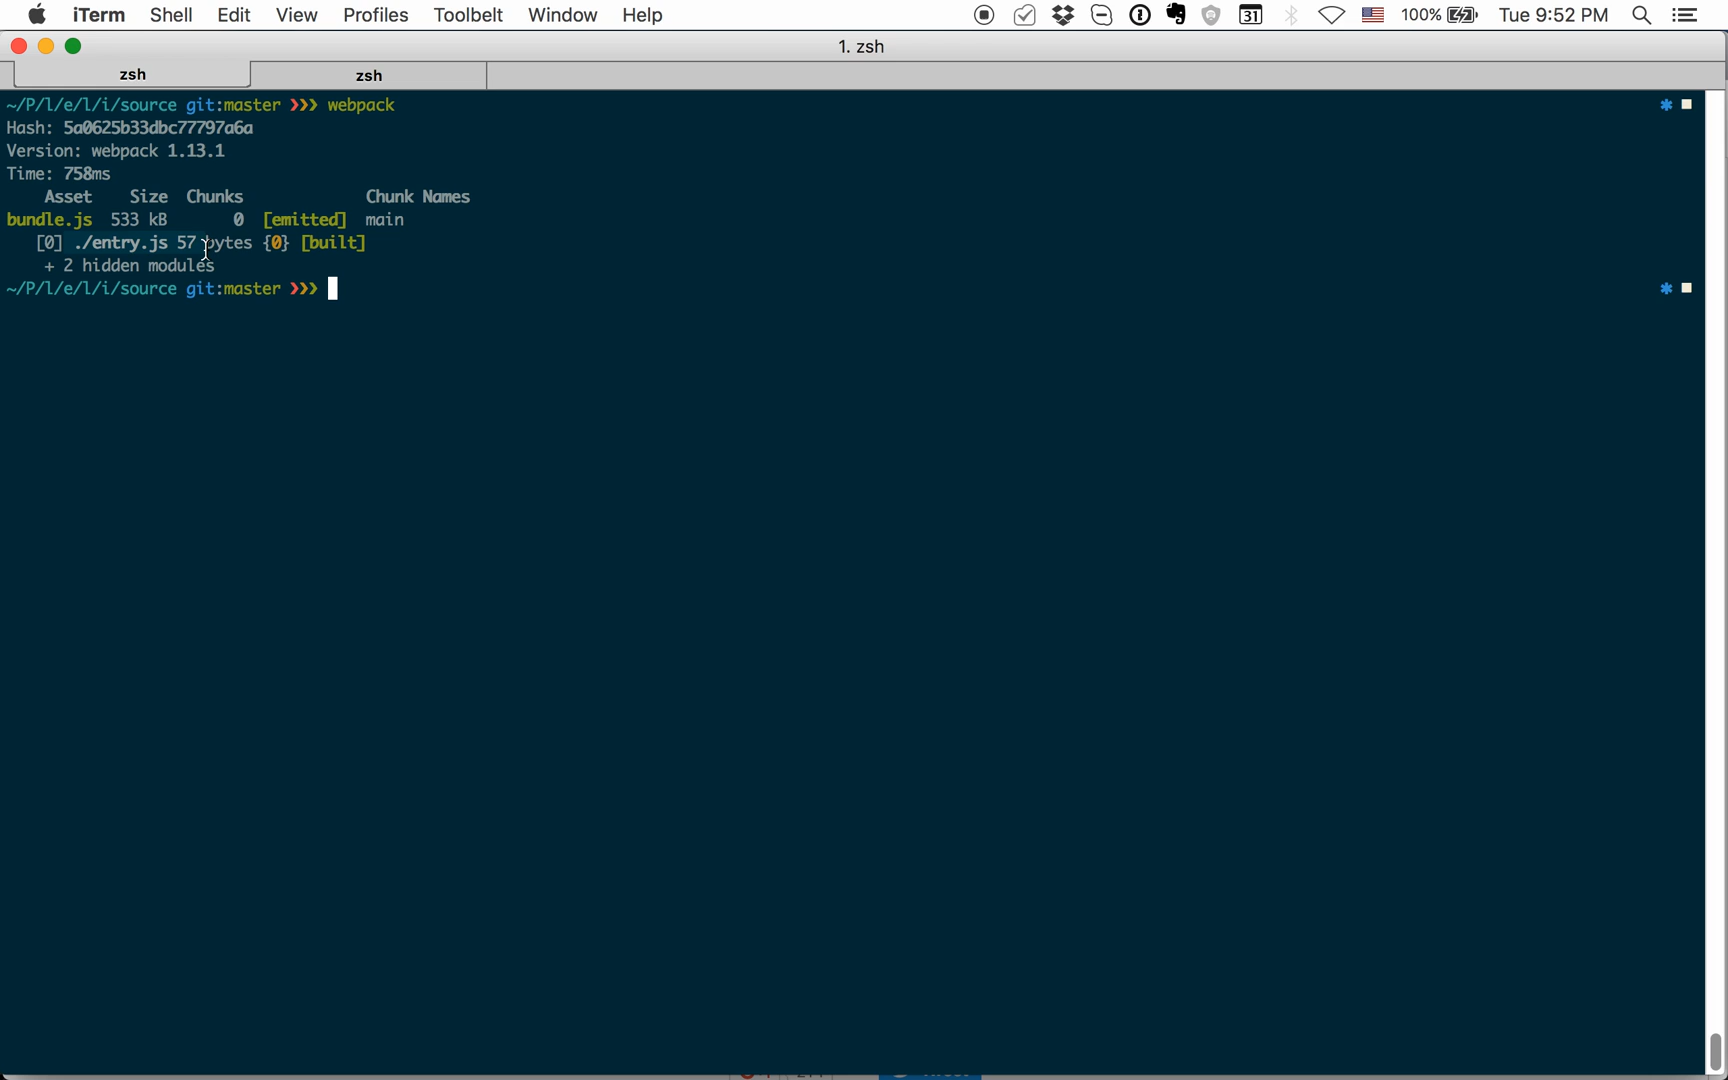 iTerm Shell Edit View Profiles Toolbelt Window Help 31 100% Tue 9:52 PM
1. zsh
zsh zsh
~/P/l/e/l/i/source git:master ❯❯❯ webpack
Hash: 5a0625b33dbc77797a6a
Version: webpack 1.13.1
Time: 758ms
Asset Size Chunks Chunk Names
bundle.js 533 kB 0 [emitted] main
[0] ./entry.js 57 bytes {0} [built]
+ 2 hidden modules
~/P/l/e/l/i/source git:master ❯❯❯